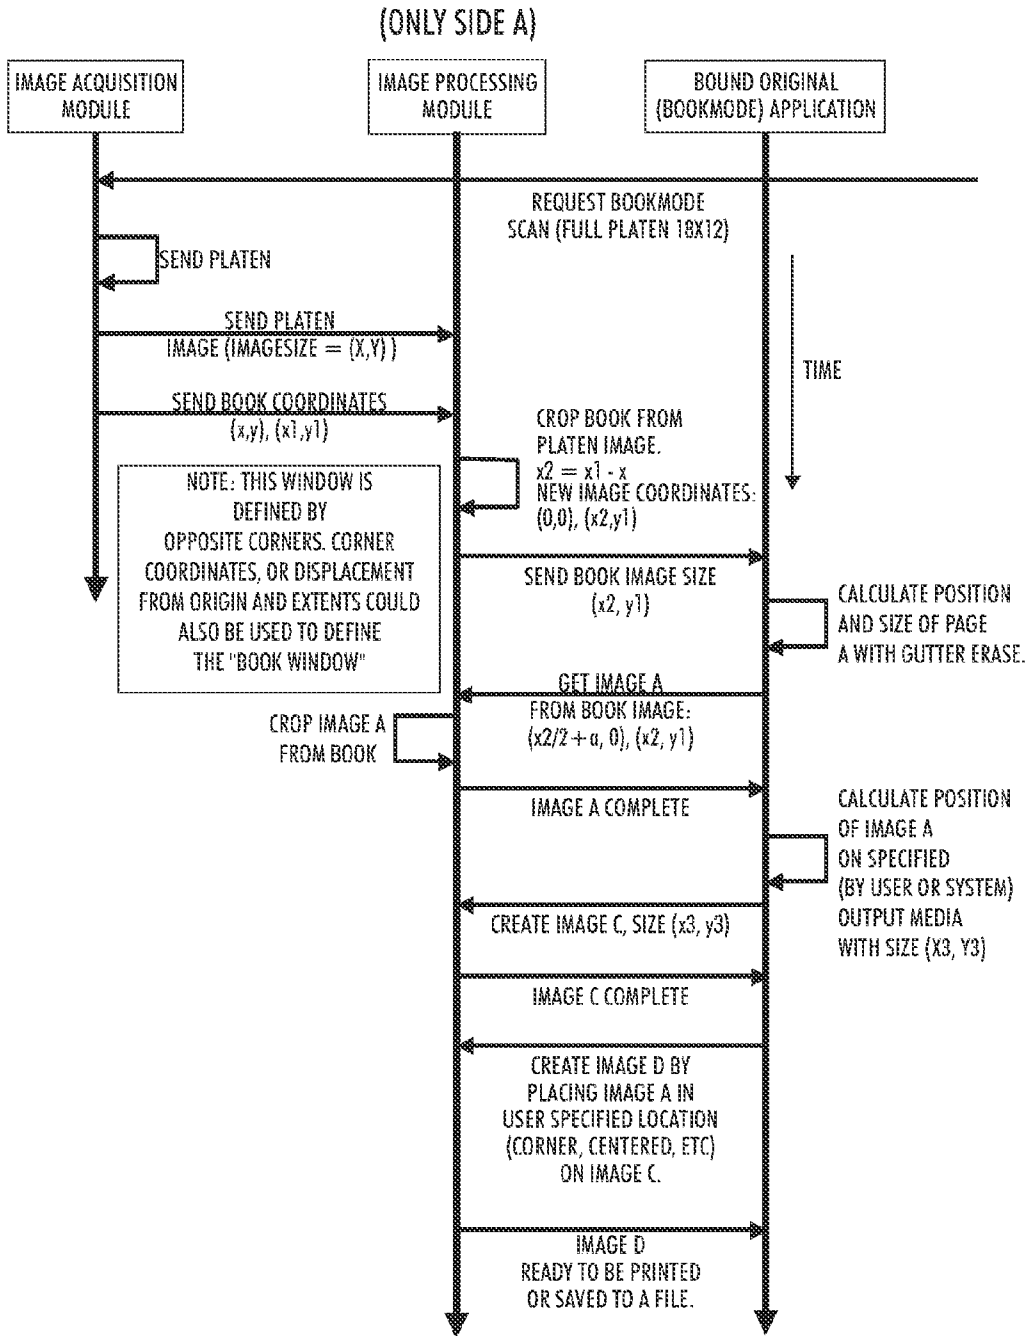 (ONLY SIDE A)
IMAGE ACQUISITION
MODULE
IMAGE PROCESSING
MODULE
BOUND ORIGINAL
(BOOKMODE) APPLICATION
REQUEST BOOKMODE
SCAN (FULL PLATEN 18X12)
SEND PLATEN
SEND PLATEN
IMAGE (IMAGESIZE = (X,Y) )
TIME
SEND BOOK COORDINATES
(x,y), (x1,y1)
CROP BOOK FROM
PLATEN IMAGE.
x2 = x1 - x
NEW IMAGE COORDINATES:
(0,0), (x2,y1)
NOTE: THIS WINDOW IS
DEFINED BY
OPPOSITE CORNERS. CORNER
COORDINATES, OR DISPLACEMENT
FROM ORIGIN AND EXTENTS COULD
ALSO BE USED TO DEFINE
THE "BOOK WINDOW"
SEND BOOK IMAGE SIZE
(x2, y1)
CALCULATE POSITION
AND SIZE OF PAGE
A WITH GUTTER ERASE.
GET IMAGE A
FROM BOOK IMAGE:
(x2/2+a, 0), (x2, y1)
CROP IMAGE A
FROM BOOK
IMAGE A COMPLETE
CALCULATE POSITION
OF IMAGE A
ON SPECIFIED
(BY USER OR SYSTEM)
OUTPUT MEDIA
WITH SIZE (X3, Y3)
CREATE IMAGE C, SIZE (x3, y3)
IMAGE C COMPLETE
CREATE IMAGE D BY
PLACING IMAGE A IN
USER SPECIFIED LOCATION
(CORNER, CENTERED, ETC)
ON IMAGE C.
IMAGE D
READY TO BE PRINTED
OR SAVED TO A FILE.